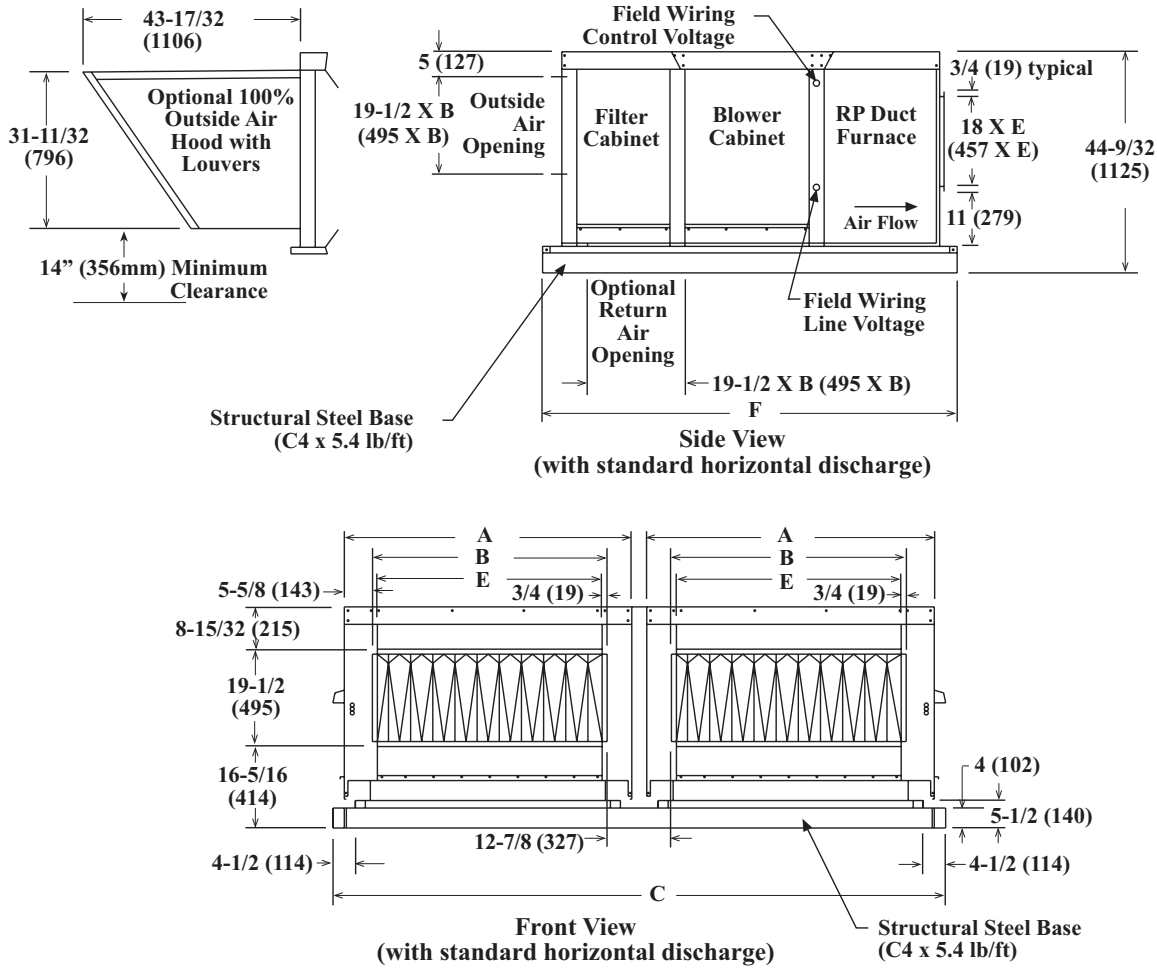 43-17/32
(1106)
31-11/32
(796)
Optional 100%
Outside Air
Hood with
Louvers
14” (356mm) Minimum
Clearance
Field Wiring
Control Voltage
5 (127)
19-1/2 X B
(495 X B)
Outside
Air
Opening
Filter
Cabinet
Blower
Cabinet
RP Duct
Furnace
Air Flow
3/4 (19) typical
18 X E
(457 X E)
44-9/32
(1125)
11 (279)
Optional
Return
Air
Opening
Field Wiring
Line Voltage
19-1/2 X B (495 X B)
F
Structural Steel Base
(C4 x 5.4 lb/ft)
Side View
(with standard horizontal discharge)
A
A
B
B
E
E
5-5/8 (143)
3/4 (19)
3/4 (19)
8-15/32 (215)
19-1/2
(495)
16-5/16
(414)
4 (102)
5-1/2 (140)
12-7/8 (327)
4-1/2 (114)
4-1/2 (114)
C
Front View
(with standard horizontal discharge)
Structural Steel Base
(C4 x 5.4 lb/ft)